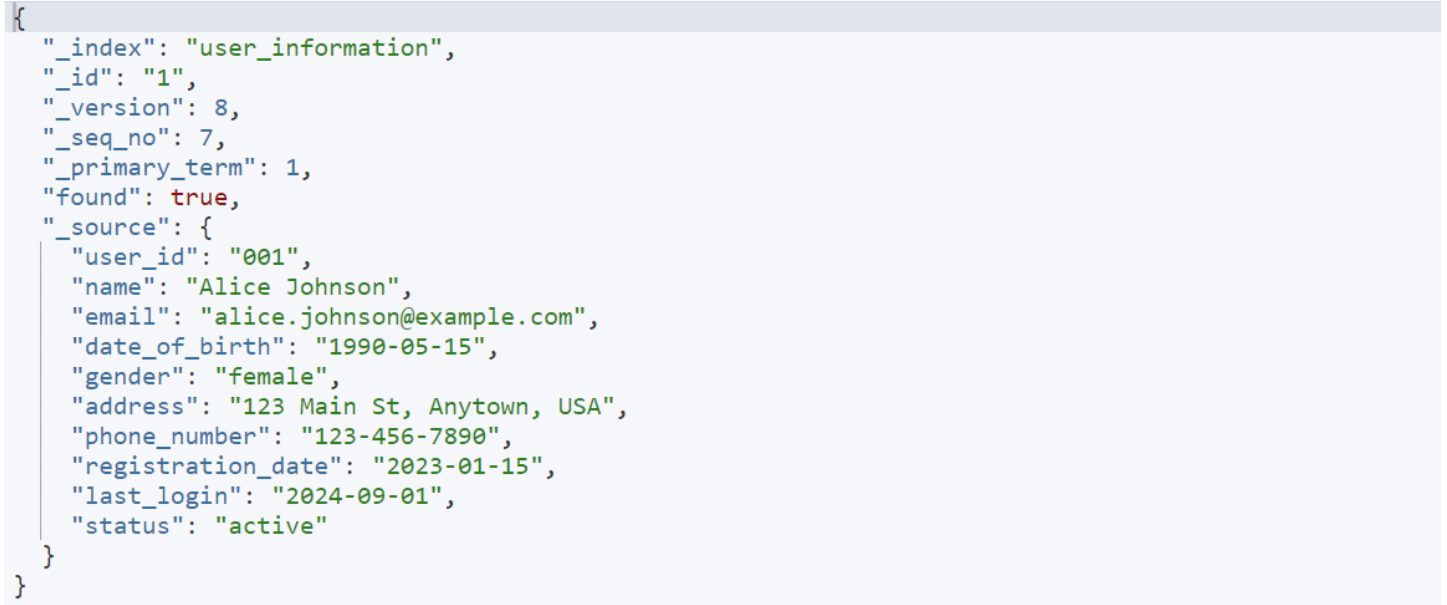 {
  "_index": "user_information",
  "_id": "1",
  "_version": 8,
  "_seq_no": 7,
  "_primary_term": 1,
  "found": true,
  "_source": {
    "user_id": "001",
    "name": "Alice Johnson",
    "email": "alice.johnson@example.com",
    "date_of_birth": "1990-05-15",
    "gender": "female",
    "address": "123 Main St, Anytown, USA",
    "phone_number": "123-456-7890",
    "registration_date": "2023-01-15",
    "last_login": "2024-09-01",
    "status": "active"
  }
}